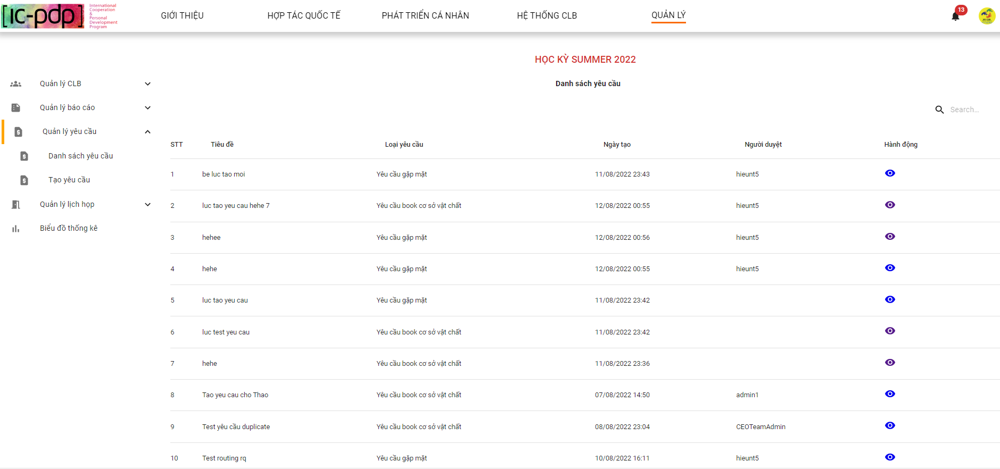 [ic-pdp]
International
Cooperation
&
Personal
Development
Program
GIỚI THIỆU
HỢP TÁC QUỐC TẾ
PHÁT TRIỂN CÁ NHÂN
HỆ THỐNG CLB
QUẢN LÝ
13
HỌC KỲ SUMMER 2022
Danh sách yêu cầu
Search...
Quản lý CLB
Quản lý báo cáo
Quản lý yêu cầu
Danh sách yêu cầu
Tạo yêu cầu
Quản lý lịch họp
Biểu đồ thống kê
STT Tiêu đề Loại yêu cầu Ngày tạo Người duyệt Hành động
1 be luc tao moi Yêu cầu gặp mặt 11/08/2022 23:43 hieunt5
2 luc tao yeu cau hehe 7 Yêu cầu book cơ sở vật chất 12/08/2022 00:55 hieunt5
3 hehee Yêu cầu gặp mặt 12/08/2022 00:56 hieunt5
4 hehe Yêu cầu gặp mặt 12/08/2022 00:55 hieunt5
5 luc tao yeu cau Yêu cầu gặp mặt 11/08/2022 23:42
6 luc test yeu cau Yêu cầu book cơ sở vật chất 11/08/2022 23:42
7 hehe Yêu cầu book cơ sở vật chất 11/08/2022 23:36
8 Tao yeu cau cho Thao Yêu cầu book cơ sở vật chất 07/08/2022 14:50 admin1
9 Test yêu cầu duplicate Yêu cầu book cơ sở vật chất 08/08/2022 23:04 CEOTeamAdmin
10 Test routing rq Yêu cầu gặp mặt 10/08/2022 16:11 hieunt5